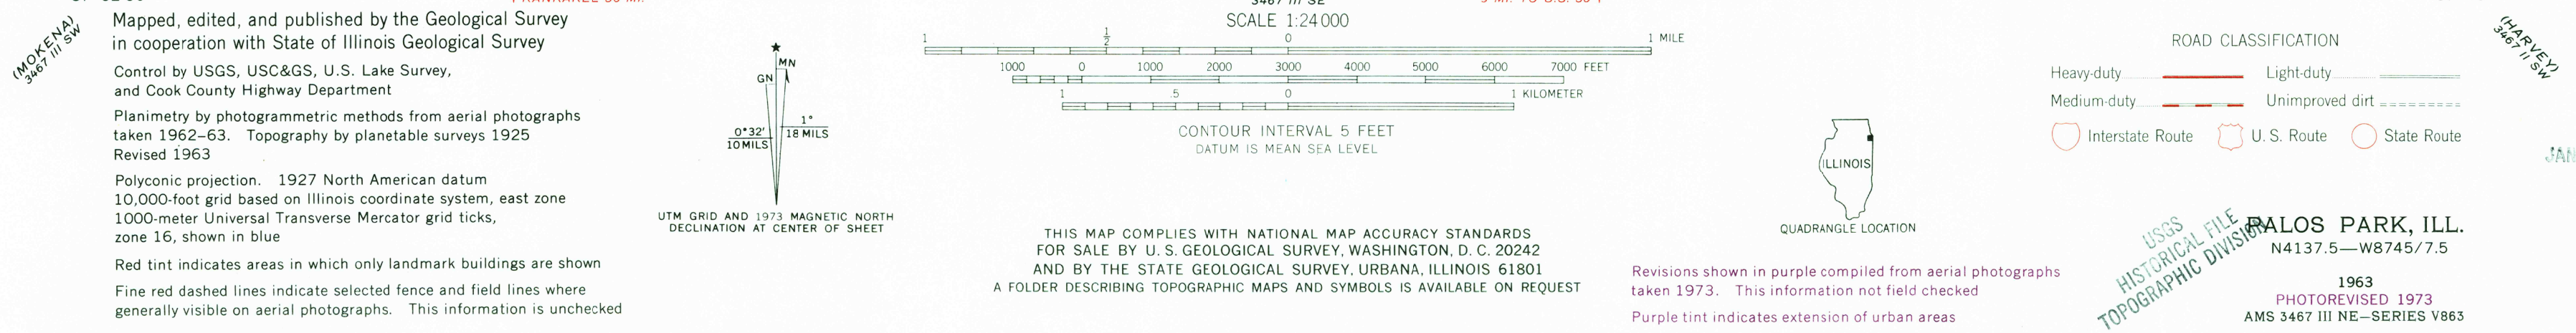 (MOKENA)
3467 III SW
Mapped, edited, and published by the Geological Survey
in cooperation with State of Illinois Geological Survey
Control by USGS, USC&GS, U.S. Lake Survey,
and Cook County Highway Department
Planimetry by photogrammetric methods from aerial photographs
taken 1962–63. Topography by planetable surveys 1925
Revised 1963
Polyconic projection. 1927 North American datum
10,000-foot grid based on Illinois coordinate system, east zone
1000-meter Universal Transverse Mercator grid ticks,
zone 16, shown in blue
Red tint indicates areas in which only landmark buildings are shown
Fine red dashed lines indicate selected fence and field lines where
generally visible on aerial photographs. This information is unchecked
MN
GN
0°32′
10 MILS
1°
18 MILS
UTM GRID AND 1973 MAGNETIC NORTH
DECLINATION AT CENTER OF SHEET
3467 III SE
SCALE 1:24 000
1 ½ 0 1 MILE
1000 0 1000 2000 3000 4000 5000 6000 7000 FEET
1 .5 0 1 KILOMETER
CONTOUR INTERVAL 5 FEET
DATUM IS MEAN SEA LEVEL
THIS MAP COMPLIES WITH NATIONAL MAP ACCURACY STANDARDS
FOR SALE BY U. S. GEOLOGICAL SURVEY, WASHINGTON, D. C. 20242
AND BY THE STATE GEOLOGICAL SURVEY, URBANA, ILLINOIS 61801
A FOLDER DESCRIBING TOPOGRAPHIC MAPS AND SYMBOLS IS AVAILABLE ON REQUEST
ILLINOIS
QUADRANGLE LOCATION
Revisions shown in purple compiled from aerial photographs
taken 1973. This information not field checked
Purple tint indicates extension of urban areas
ROAD CLASSIFICATION
Heavy-duty Light-duty
Medium-duty Unimproved dirt
Interstate Route U. S. Route State Route
(HARVEY)
3467 II SW
JAN
USGS
HISTORICAL FILE
TOPOGRAPHIC DIVISION
PALOS PARK, ILL.
N4137.5—W8745/7.5
1963
PHOTOREVISED 1973
AMS 3467 III NE—SERIES V863